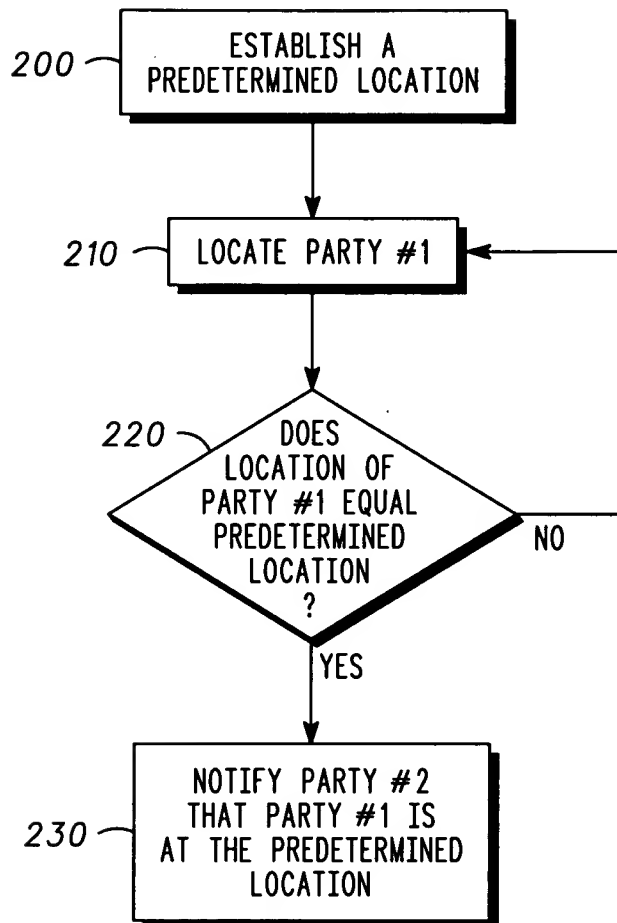 200
ESTABLISH A
PREDETERMINED LOCATION
210
LOCATE PARTY #1
220
DOES
LOCATION OF
PARTY #1 EQUAL
PREDETERMINED
LOCATION
?
NO
YES
230
NOTIFY PARTY #2
THAT PARTY #1 IS
AT THE PREDETERMINED
LOCATION